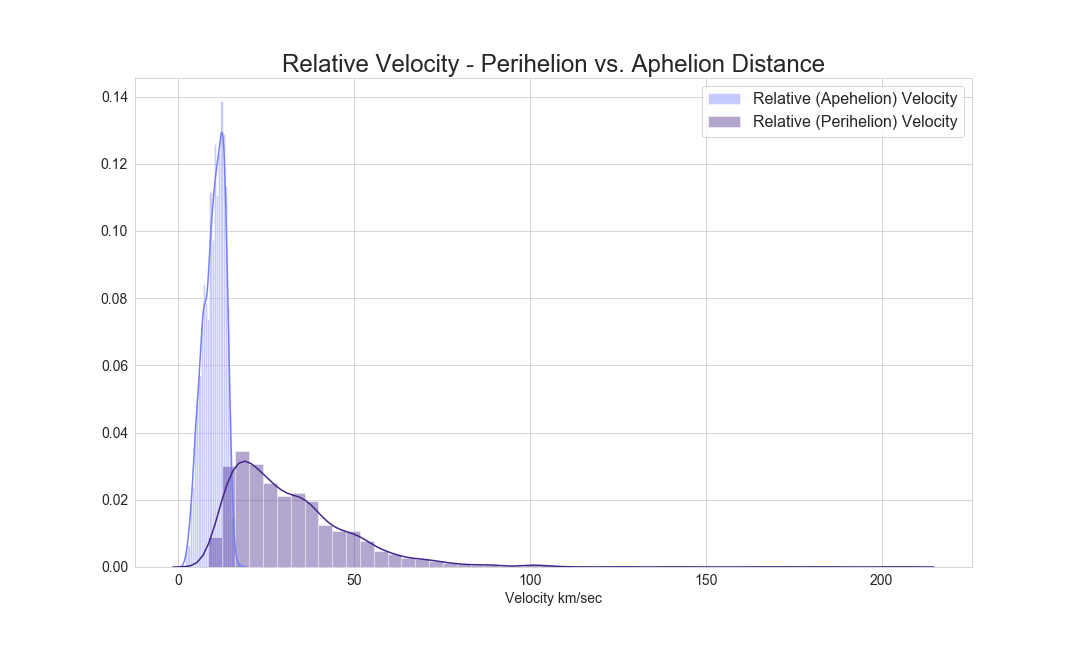 Relative Velocity - Perihelion vs. Aphelion Distance
Relative (Apehelion) Velocity
Relative (Perihelion) Velocity
0.14
0.12
0.10
0.08
0.06
0.04
0.02
0.00
0 50 100 150 200
Velocity km/sec